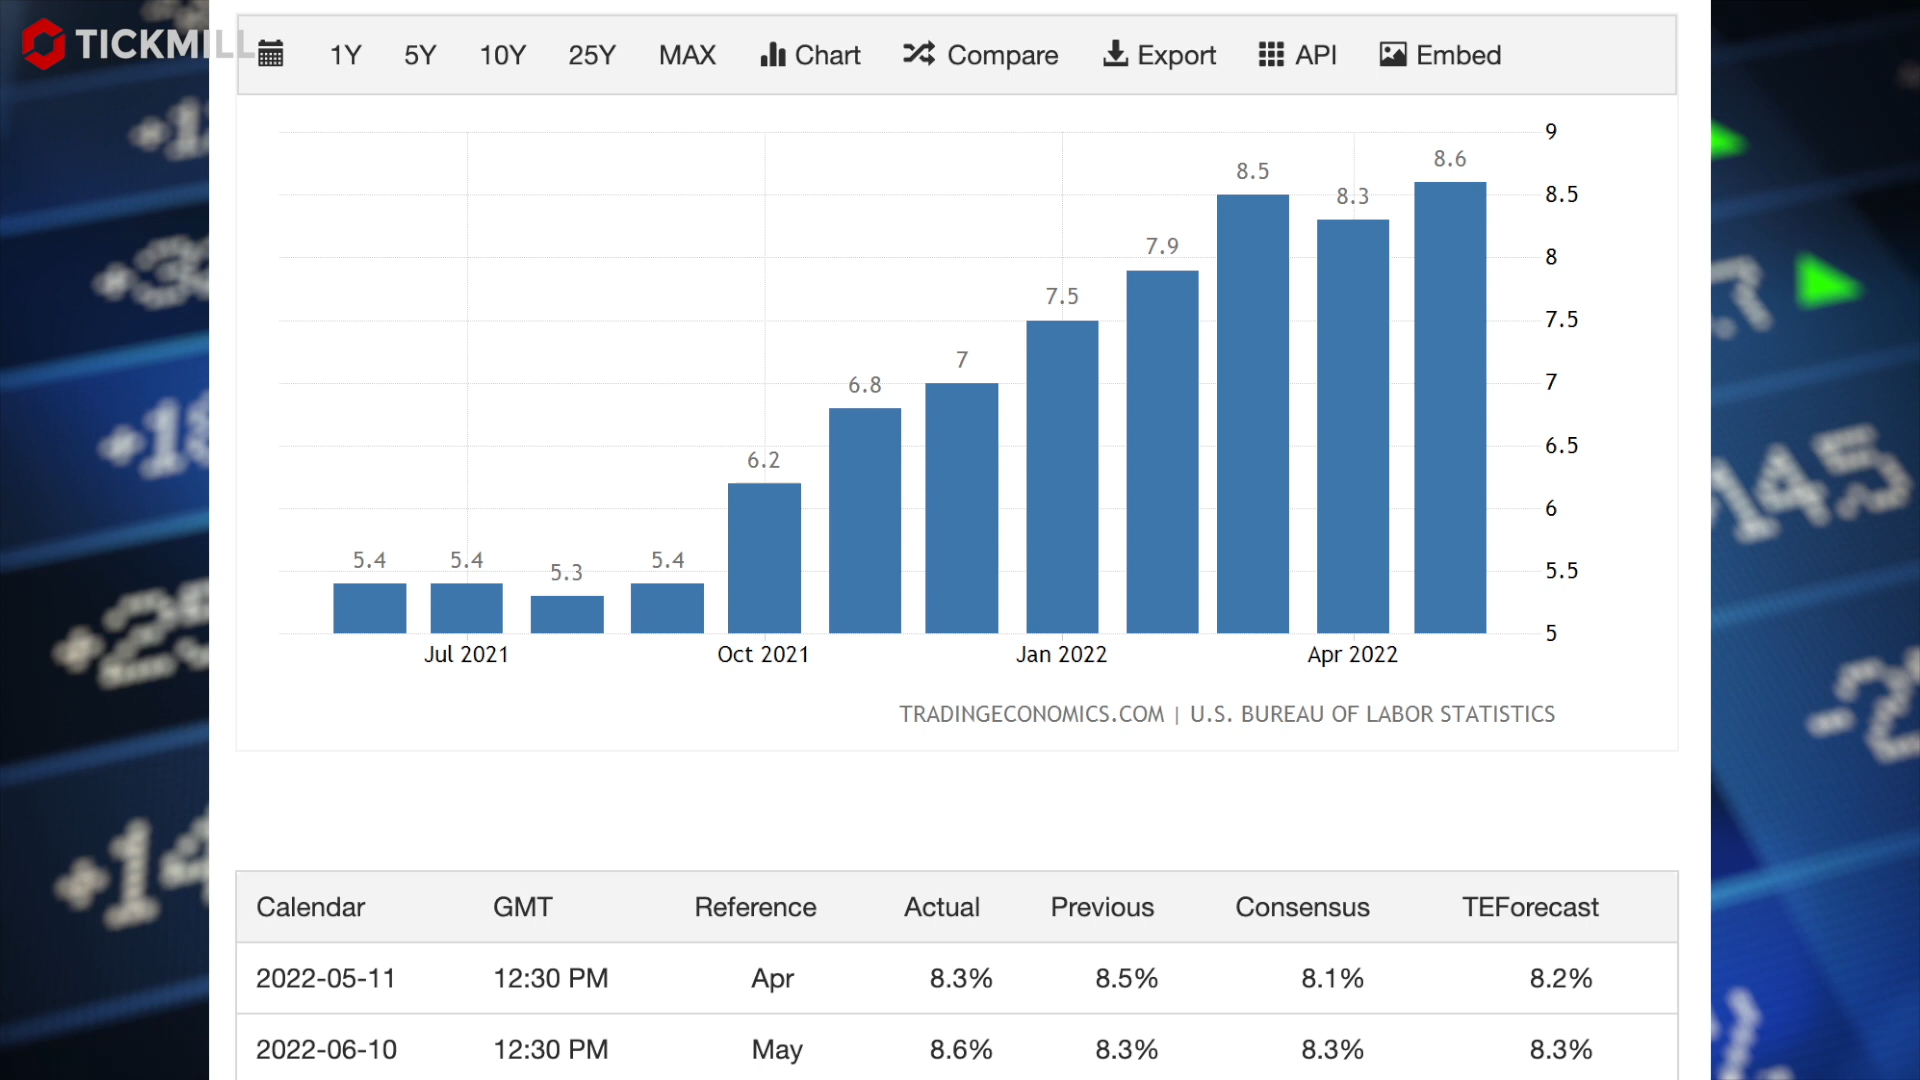 TICKMILL
1Y 5Y 10Y 25Y MAX Chart Compare Export API Embed
9
8.5
8
7.5
7
6.5
6
5.5
5
5.4 5.4 5.3 5.4 6.2 6.8 7 7.5 7.9 8.5 8.3 8.6
Jul 2021 Oct 2021 Jan 2022 Apr 2022
TRADINGECONOMICS.COM | U.S. BUREAU OF LABOR STATISTICS
Calendar GMT Reference Actual Previous Consensus TEForecast
2022-05-11 12:30 PM Apr 8.3% 8.5% 8.1% 8.2%
2022-06-10 12:30 PM May 8.6% 8.3% 8.3% 8.3%